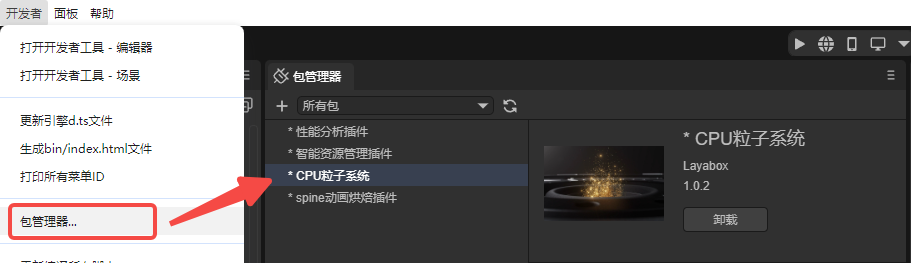 开发者 面板 帮助
打开开发者工具 - 编辑器
打开开发者工具 - 场景
更新引擎d.ts文件
生成bin/index.html文件
打印所有菜单ID
包管理器...
包管理器
所有包
* 性能分析插件
* 智能资源管理插件
* CPU粒子系统
* spine动画烘焙插件
* CPU粒子系统
Layabox
1.0.2
卸载